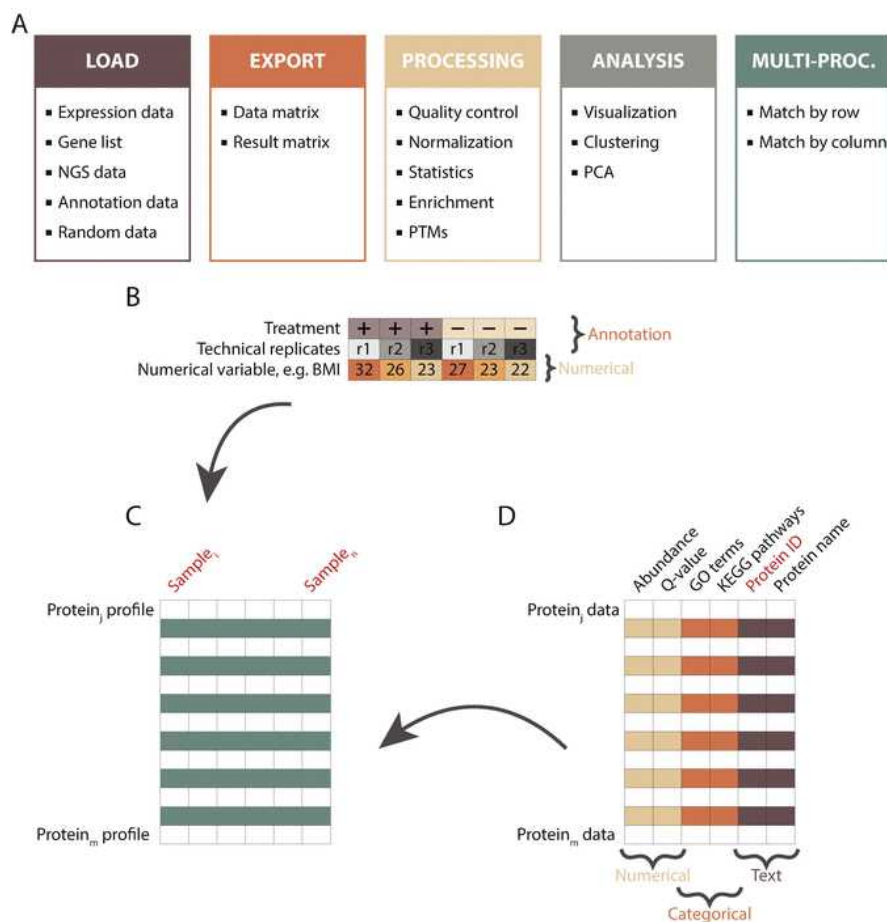 A
LOAD
▪ Expression data
▪ Gene list
▪ NGS data
▪ Annotation data
▪ Random data
EXPORT
▪ Data matrix
▪ Result matrix
PROCESSING
▪ Quality control
▪ Normalization
▪ Statistics
▪ Enrichment
▪ PTMs
ANALYSIS
▪ Visualization
▪ Clustering
▪ PCA
MULTI-PROC.
▪ Match by row
▪ Match by column
B
Treatment + + + − − −
Annotation
Technical replicates r1 r2 r3 r1 r2 r3
Numerical variable, e.g. BMI 32 26 23 27 23 22
Numerical
C
Sampleᵢ
Sampleₙ
Proteinⱼ profile
Proteinₘ profile
D
Abundance
Q-value
GO terms
KEGG pathways
Protein ID
Protein name
Proteinⱼ data
Proteinₘ data
Numerical
Categorical
Text